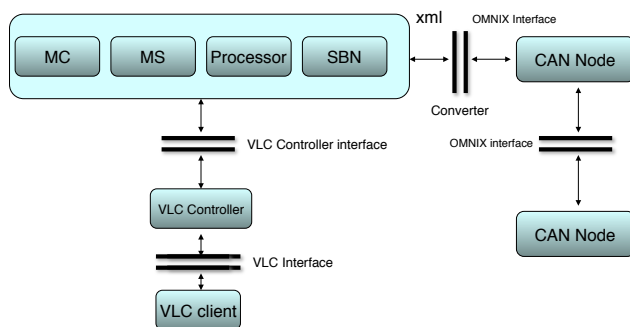 xml
OMNIX Interface
MC
MS
Processor
SBN
CAN Node
Converter
VLC Controller interface
OMNIX interface
VLC Controller
CAN Node
VLC Interface
VLC client